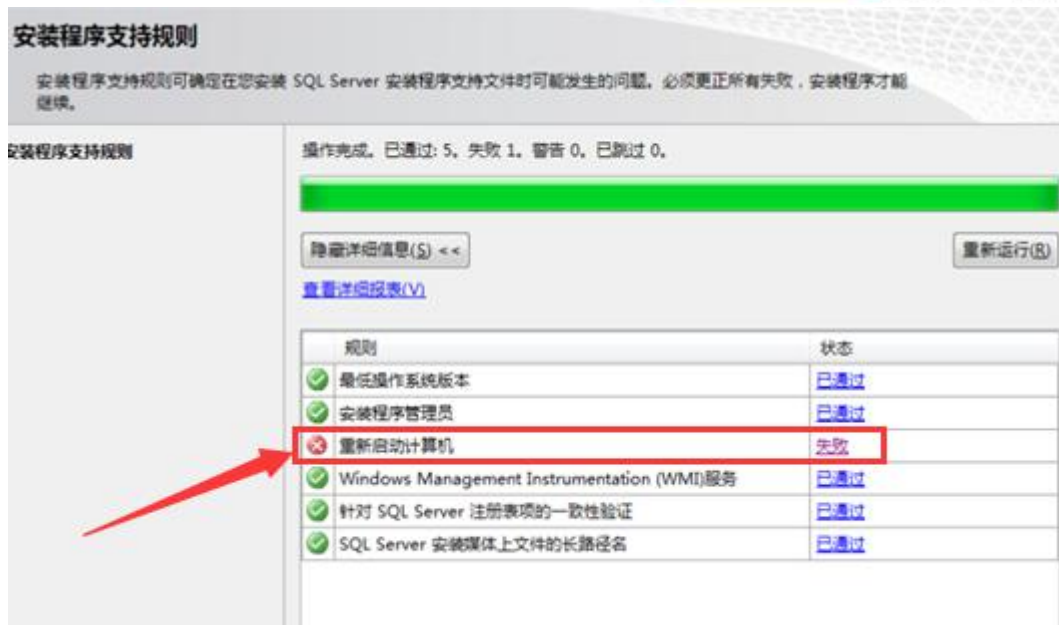 安装程序支持规则
安装程序支持规则可确定在您安装 SQL Server 安装程序支持文件时可能发生的问题。必须更正所有失败，安装程序才能
继续。
安装程序支持规则
操作完成。已通过: 5。失败 1。警告 0。已跳过 0。
隐藏详细信息(S) <<
重新运行(R)
查看详细报表(V)
规则 状态
最低操作系统版本 已通过
安装程序管理员 已通过
重新启动计算机 失败
Windows Management Instrumentation (WMI)服务 已通过
针对 SQL Server 注册表项的一致性验证 已通过
SQL Server 安装媒体上文件的长路径名 已通过